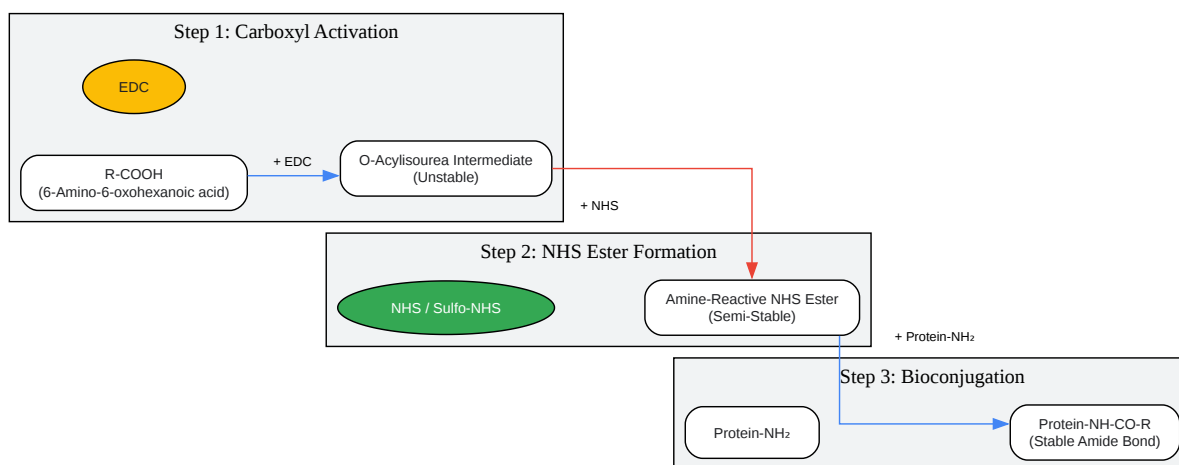 Step 1: Carboxyl Activation
EDC
R-COOH
(6-Amino-6-oxohexanoic acid)
+ EDC
O-Acylisourea Intermediate
(Unstable)
+ NHS
Step 2: NHS Ester Formation
NHS / Sulfo-NHS
Amine-Reactive NHS Ester
(Semi-Stable)
+ Protein-NH₂
Step 3: Bioconjugation
Protein-NH₂
Protein-NH-CO-R
(Stable Amide Bond)